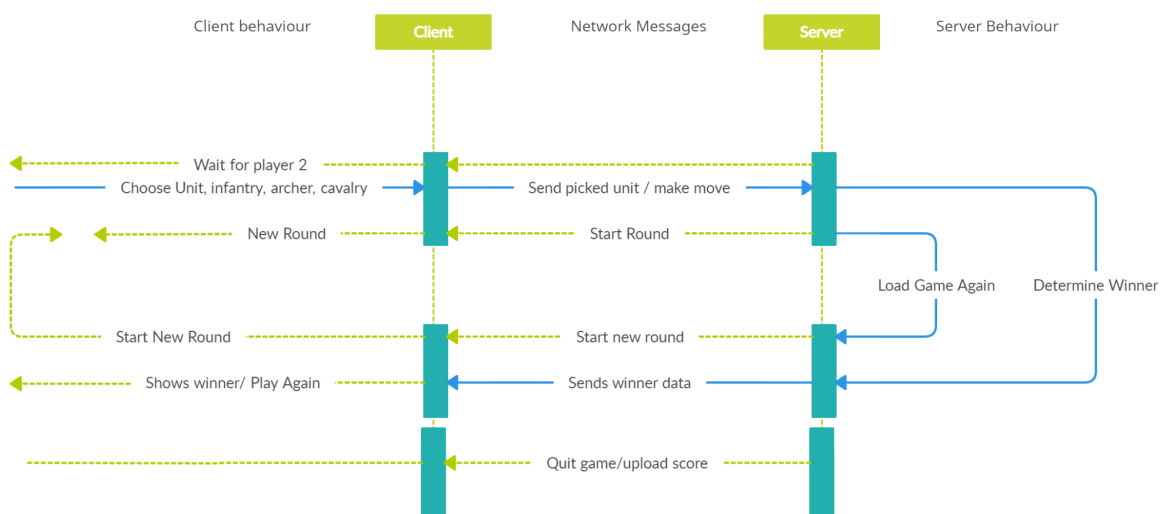 Client behaviour
Client
Network Messages
Server
Server Behaviour
Wait for player 2
Choose Unit, infantry, archer, cavalry
Send picked unit / make move
New Round
Start Round
Load Game Again
Determine Winner
Start New Round
Start new round
Shows winner/ Play Again
Sends winner data
Quit game/upload score